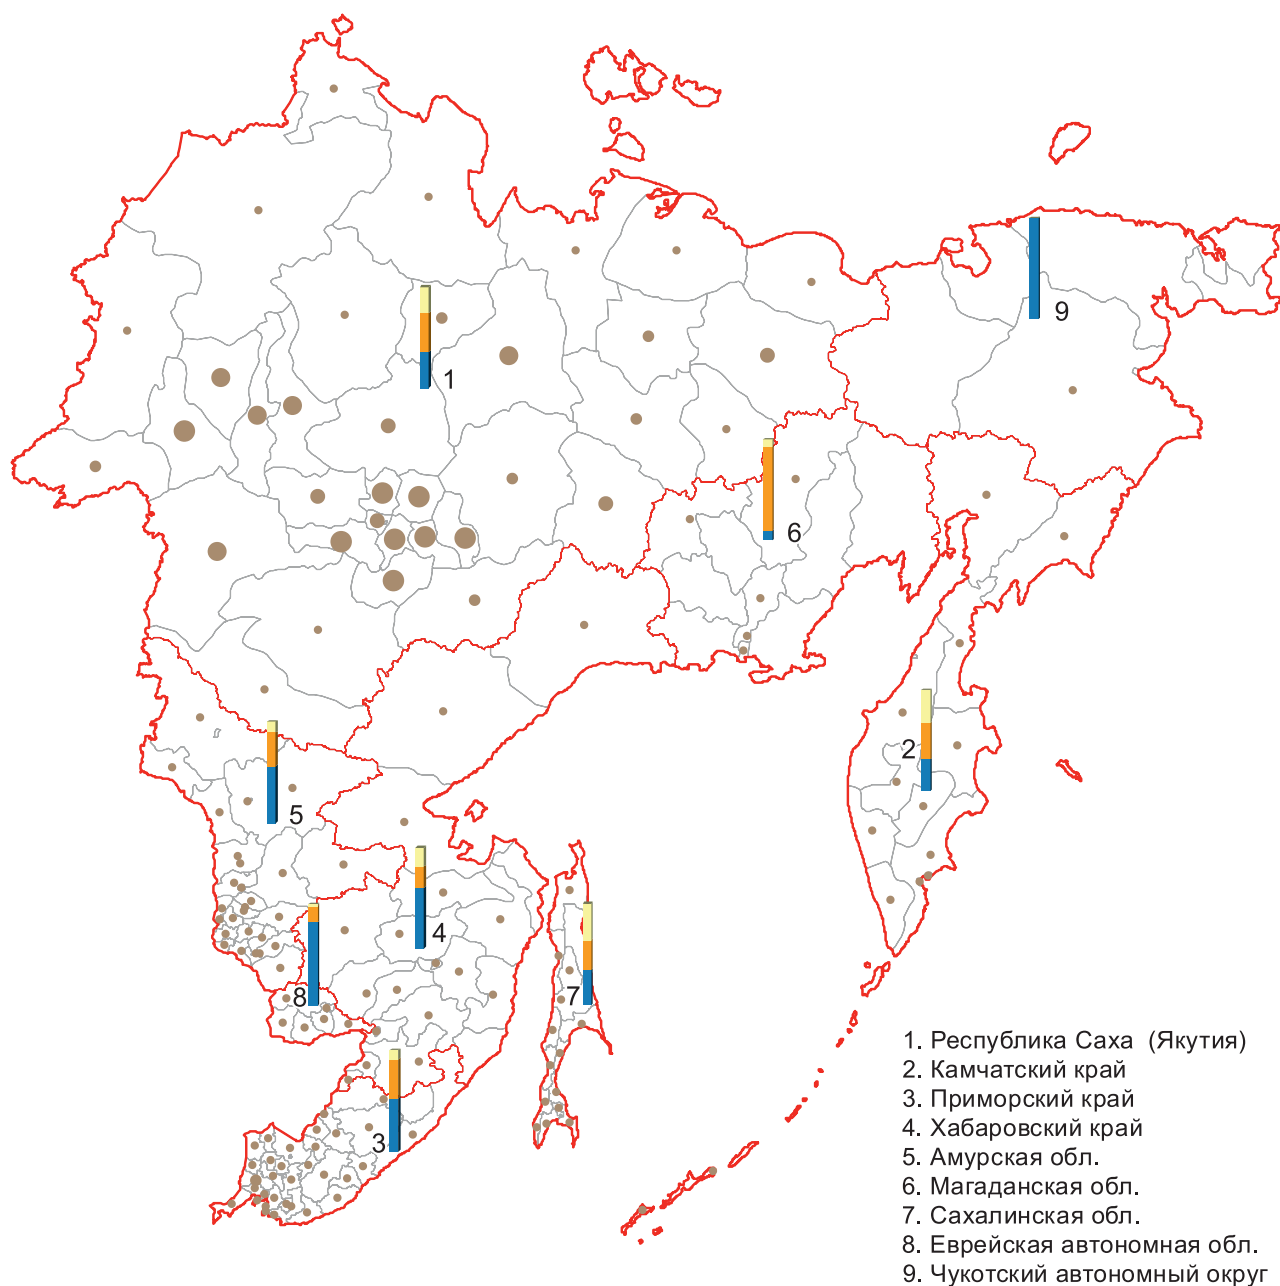 9
1
6
2
5
4
7
8
3
1. Республика Саха (Якутия)
2. Камчатский край
3. Приморский край
4. Хабаровский край
5. Амурская обл.
6. Магаданская обл.
7. Сахалинская обл.
8. Еврейская автономная обл.
9. Чукотский автономный округ